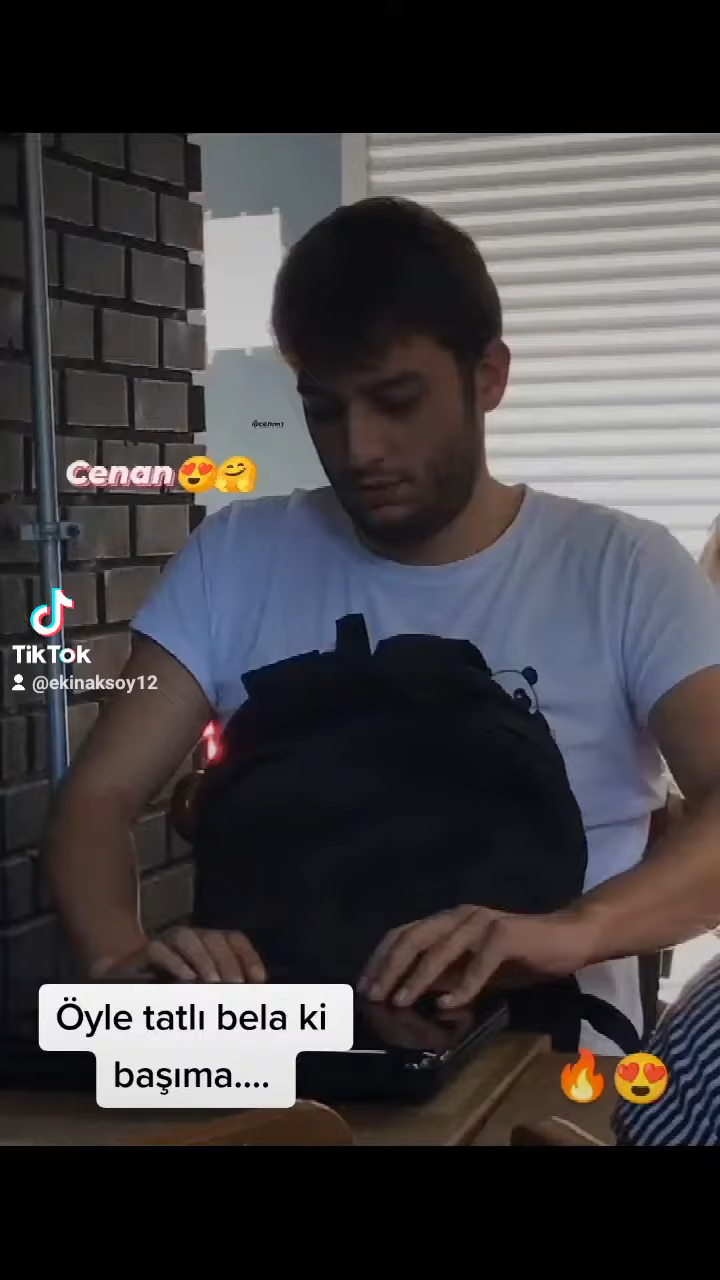 Cenan😍🤗
TikTok
@ekinaksoy12
Öyle tatlı bela ki
başıma....
🔥😍